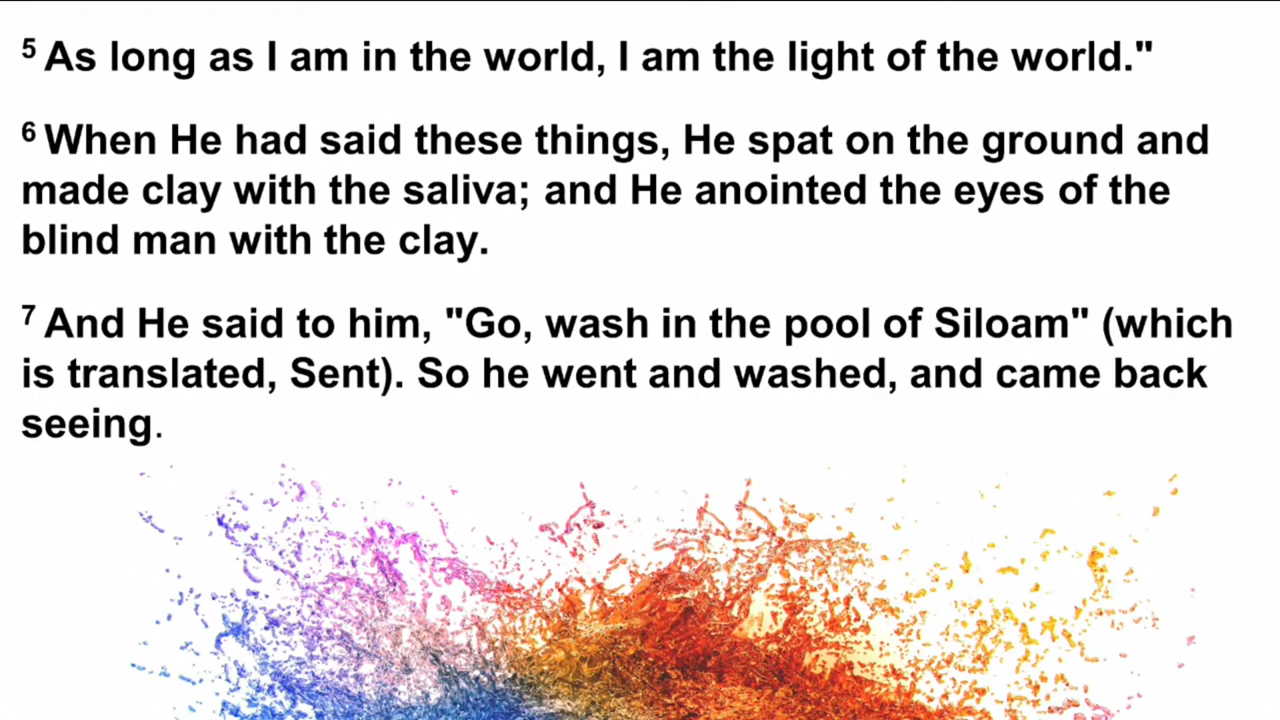 5 As long as I am in the world, I am the light of the world."
6 When He had said these things, He spat on the ground and
made clay with the saliva; and He anointed the eyes of the
blind man with the clay.
7 And He said to him, "Go, wash in the pool of Siloam" (which
is translated, Sent). So he went and washed, and came back
seeing.